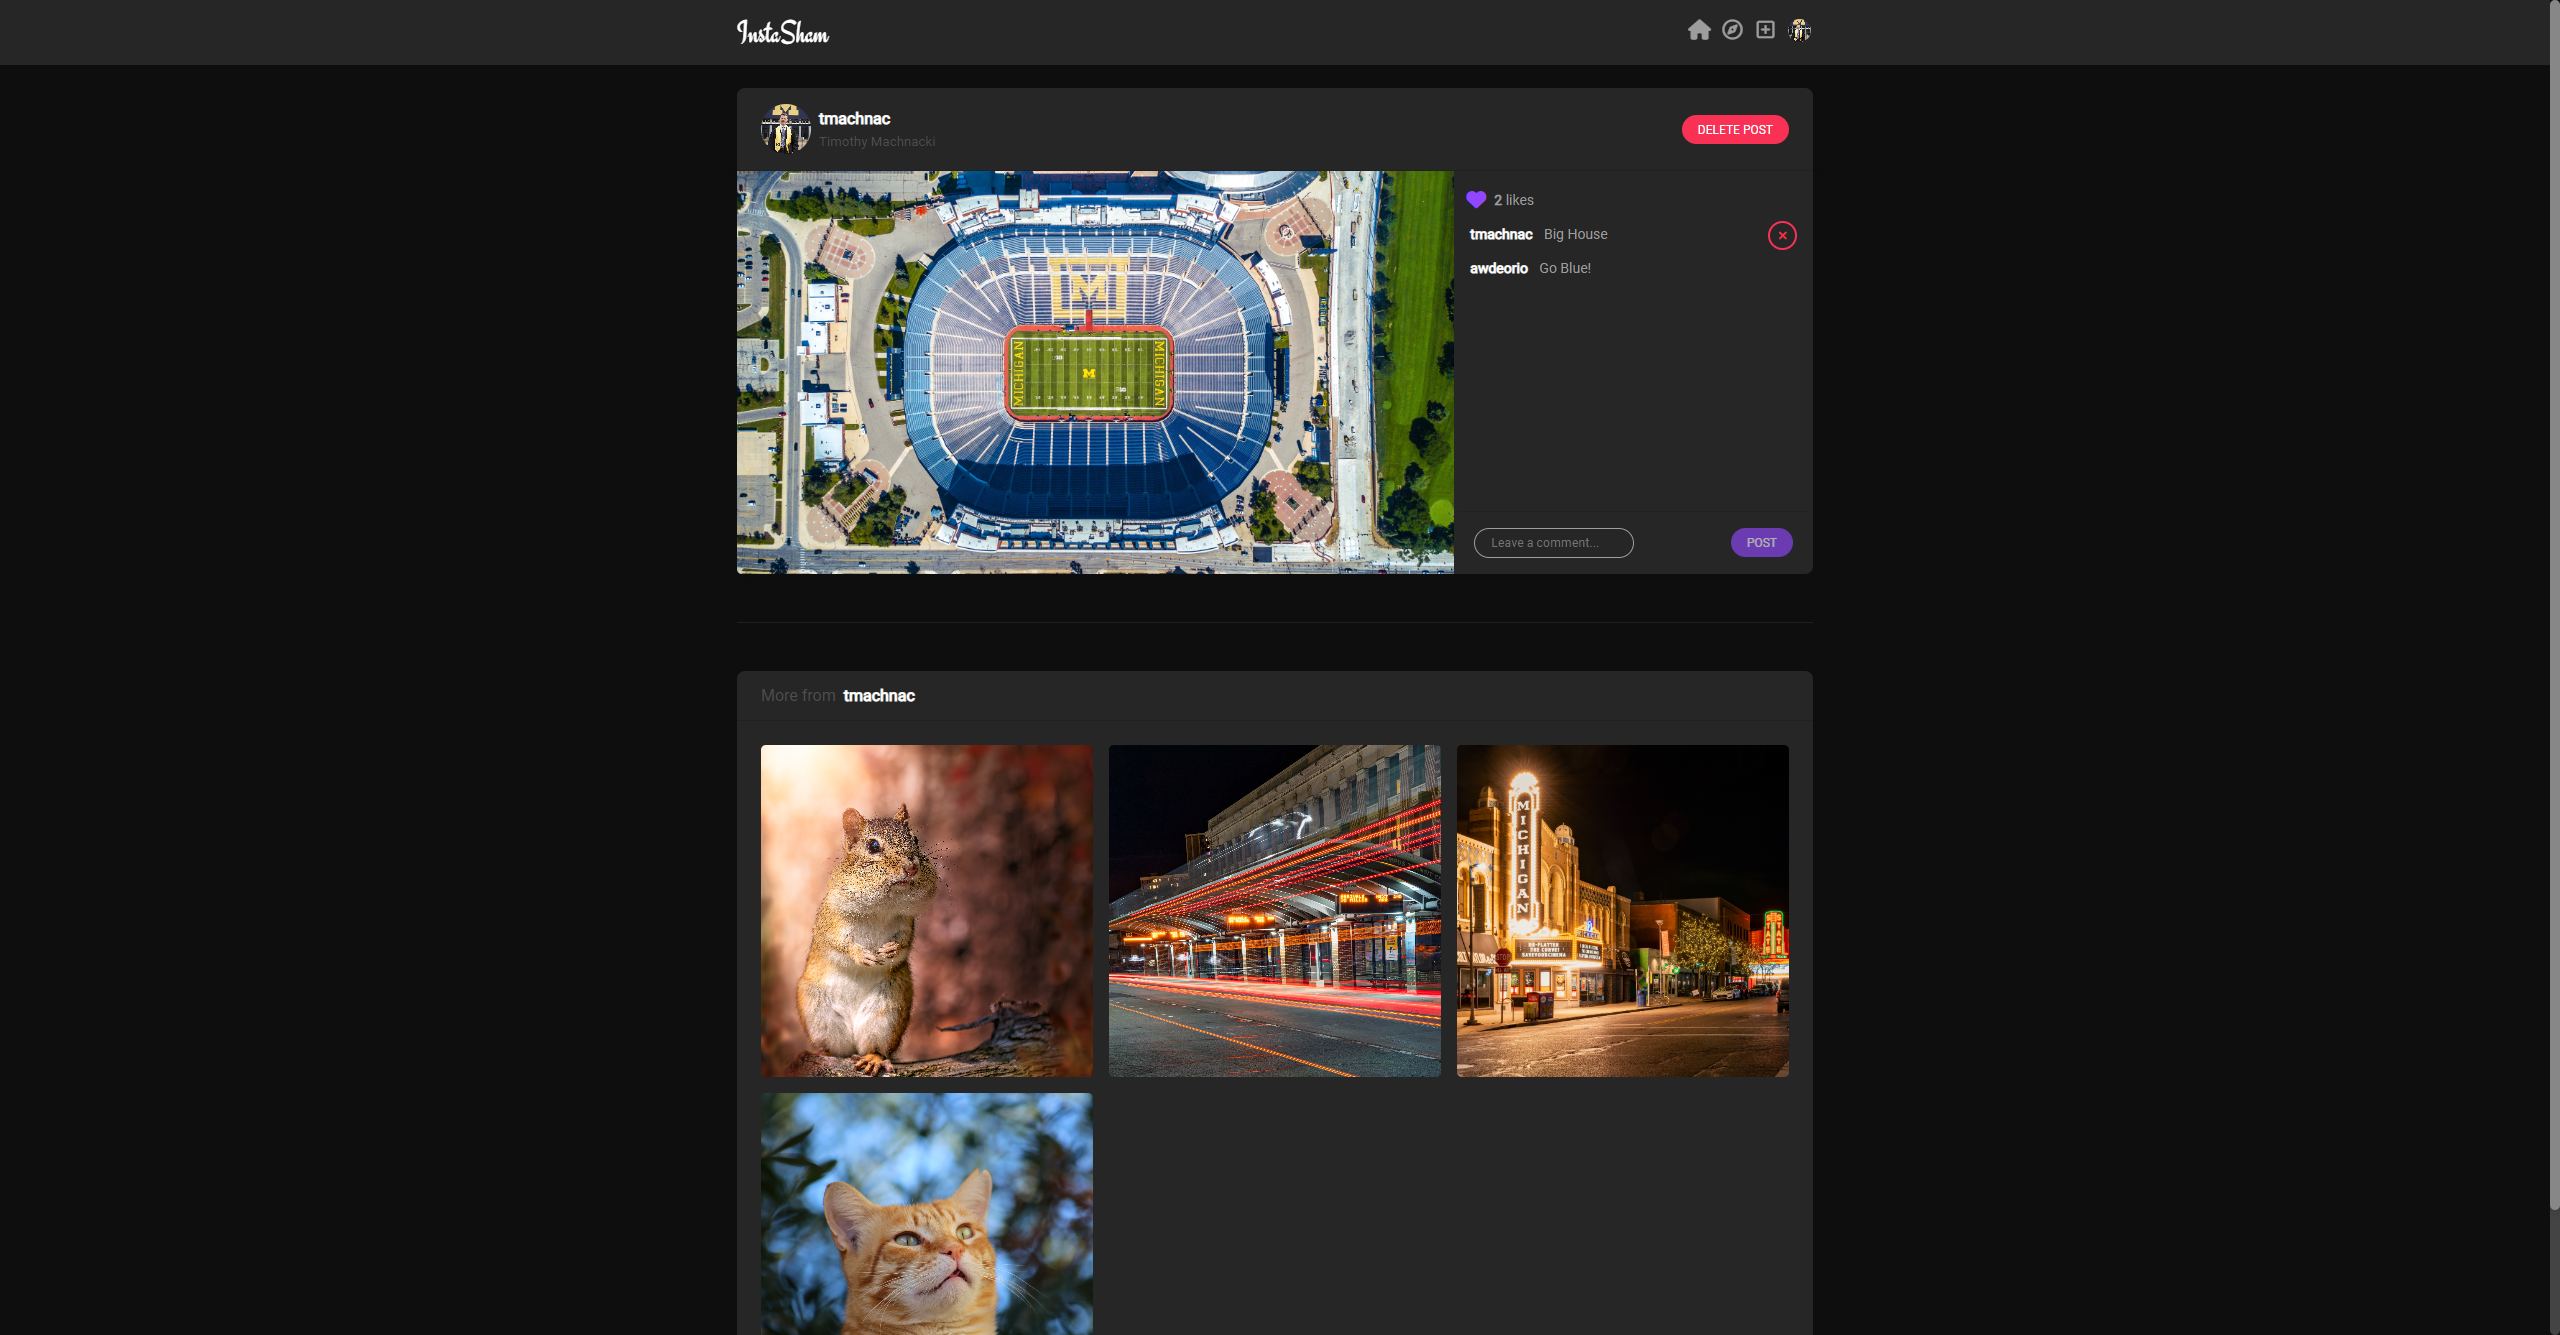 InstaSham
tmachnac
Timothy Machnacki
DELETE POST
M
MICHIGAN
M
MICHIGAN
2 likes
tmachnac Big House
awdeorio Go Blue!
Leave a comment...
POST
More from tmachnac
MICHIGAN